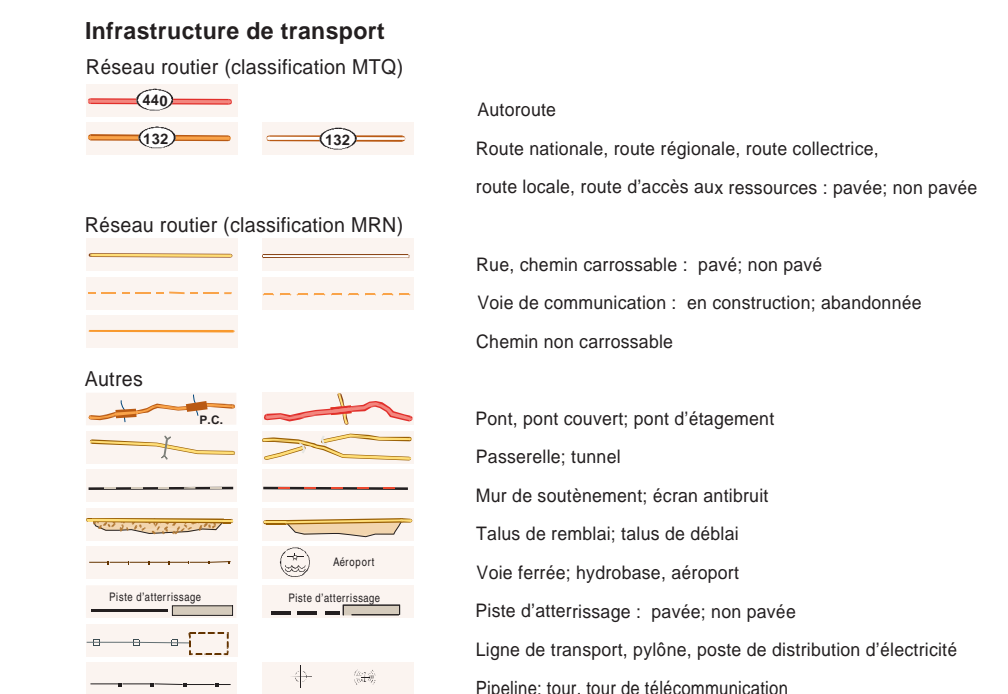 Infrastructure de transport
Réseau routier (classification MTQ)
440
Autoroute
132 132
Route nationale, route régionale, route collectrice,
route locale, route d'accès aux ressources : pavée; non pavée
Réseau routier (classification MRN)
Rue, chemin carrossable : pavé; non pavé
Voie de communication : en construction; abandonnée
Chemin non carrossable
Autres
P.C.
Pont, pont couvert; pont d'étagement
Passerelle; tunnel
Mur de soutènement; écran antibruit
Talus de remblai; talus de déblai
Aéroport
Voie ferrée; hydrobase, aéroport
Piste d'atterrissage Piste d'atterrissage
Piste d'atterrissage : pavée; non pavée
Ligne de transport, pylône, poste de distribution d'électricité
Pipeline; tour, tour de télécommunication